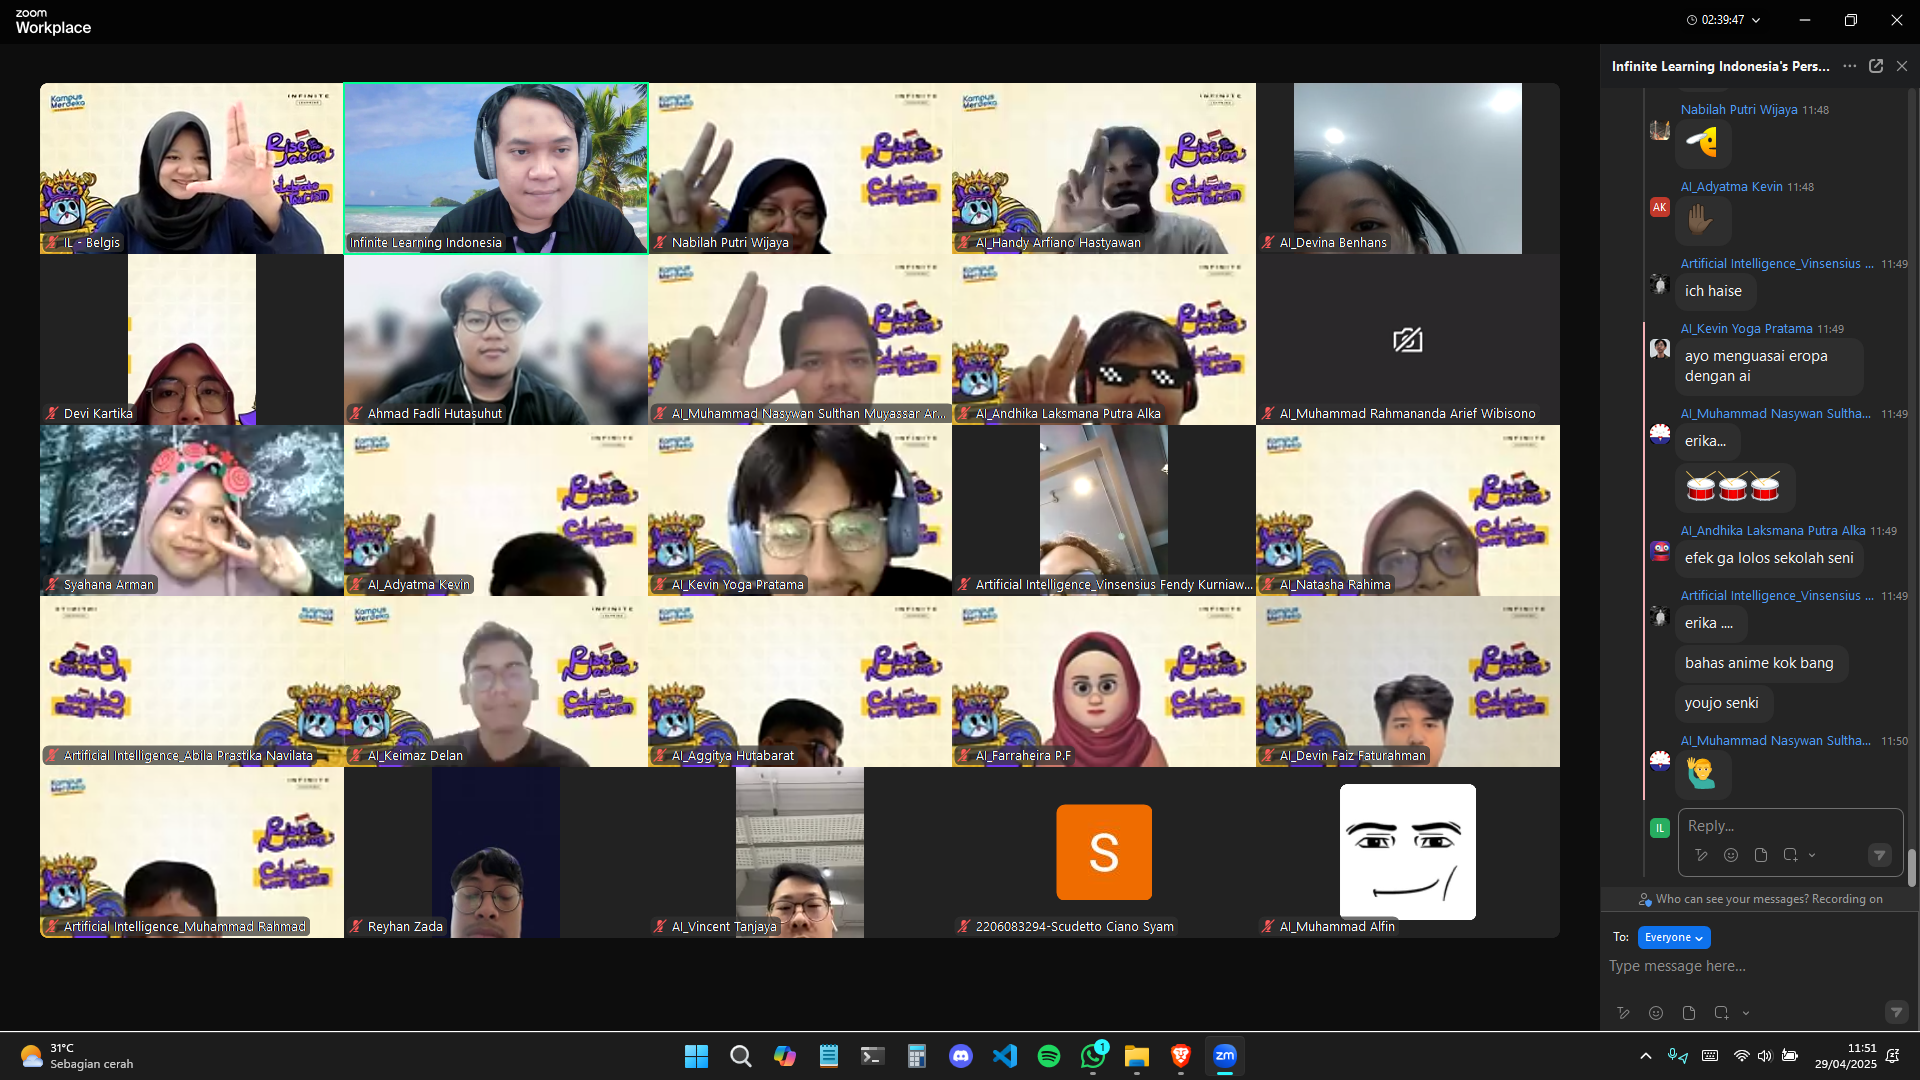 zoom
Workplace
02:39:47
Infinite Learning Indonesia's Pers...
Kampus
Merdeka
INFINITE
LEARNING
IL - Belgis
Infinite Learning Indonesia
Nabilah Putri Wijaya
AI_Handy Arfiano Hastyawan
AI_Devina Benhans
Devi Kartika
Ahmad Fadli Hutasuhut
AI_Muhammad Nasywan Sulthan Muyassar Ar...
AI_Andhika Laksmana Putra Alka
AI_Muhammad Rahmananda Arief Wibisono
Syahana Arman
AI_Adyatma Kevin
AI_Kevin Yoga Pratama
Artificial Intelligence_Vinsensius Fendy Kurniaw...
AI_Natasha Rahima
Artificial Intelligence_Abila Prastika Navilata
AI_Keimaz Delan
AI_Aggitya Hutabarat
AI_Farraheira P.F
AI_Devin Faiz Faturahman
Artificial Intelligence_Muhammad Rahmad
Reyhan Zada
AI_Vincent Tanjaya
S
2206083294-Scudetto Ciano Syam
AI_Muhammad Alfin
Nabilah Putri Wijaya 11:48
AI_Adyatma Kevin 11:48
AK
Artificial Intelligence_Vinsensius ... 11:49
ich haise
AI_Kevin Yoga Pratama 11:49
ayo menguasai eropa
dengan ai
AI_Muhammad Nasywan Sultha... 11:49
erika...
AI_Andhika Laksmana Putra Alka 11:49
efek ga lolos sekolah seni
Artificial Intelligence_Vinsensius ... 11:49
erika ....
bahas anime kok bang
youjo senki
AI_Muhammad Nasywan Sultha... 11:50
IL
Reply...
Who can see your messages? Recording on
To: Everyone
Type message here...
31°C
Sebagian cerah
1
zm
11:51
29/04/2025